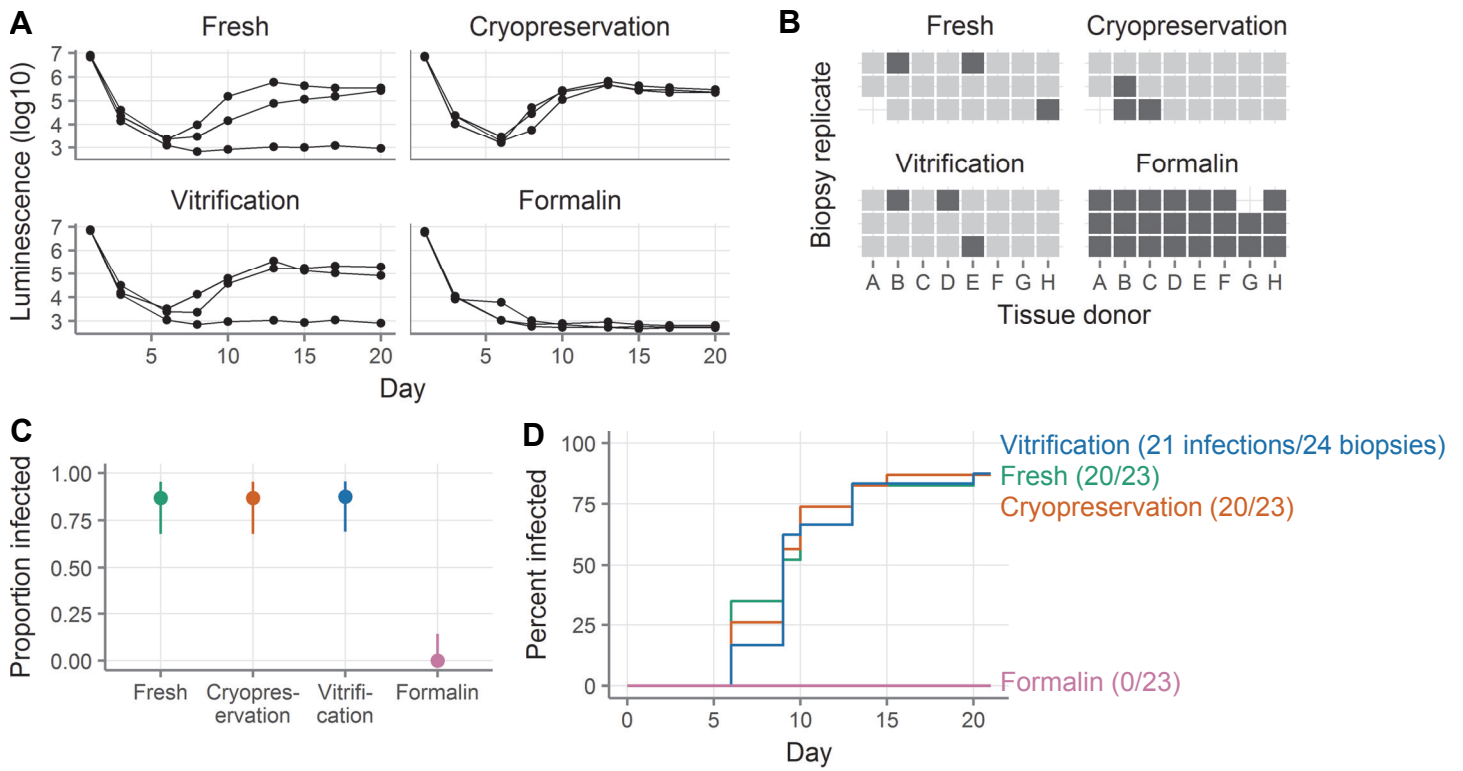 A
Fresh
Cryopreservation
7
6
5
4
3
Vitrification
Formalin
7
6
5
4
3
5
10
15
20
5
10
15
20
Luminescence (log10)
Day
B
Fresh
Cryopreservation
Vitrification
Formalin
A B C D E F G H
A B C D E F G H
Biopsy replicate
Tissue donor
C
1.00
0.75
0.50
0.25
0.00
Proportion infected
Fresh
Cryopres-
ervation
Vitrifi-
cation
Formalin
D
100
75
50
25
0
Percent infected
0
5
10
15
20
Day
Vitrification (21 infections/24 biopsies)
Fresh (20/23)
Cryopreservation (20/23)
Formalin (0/23)